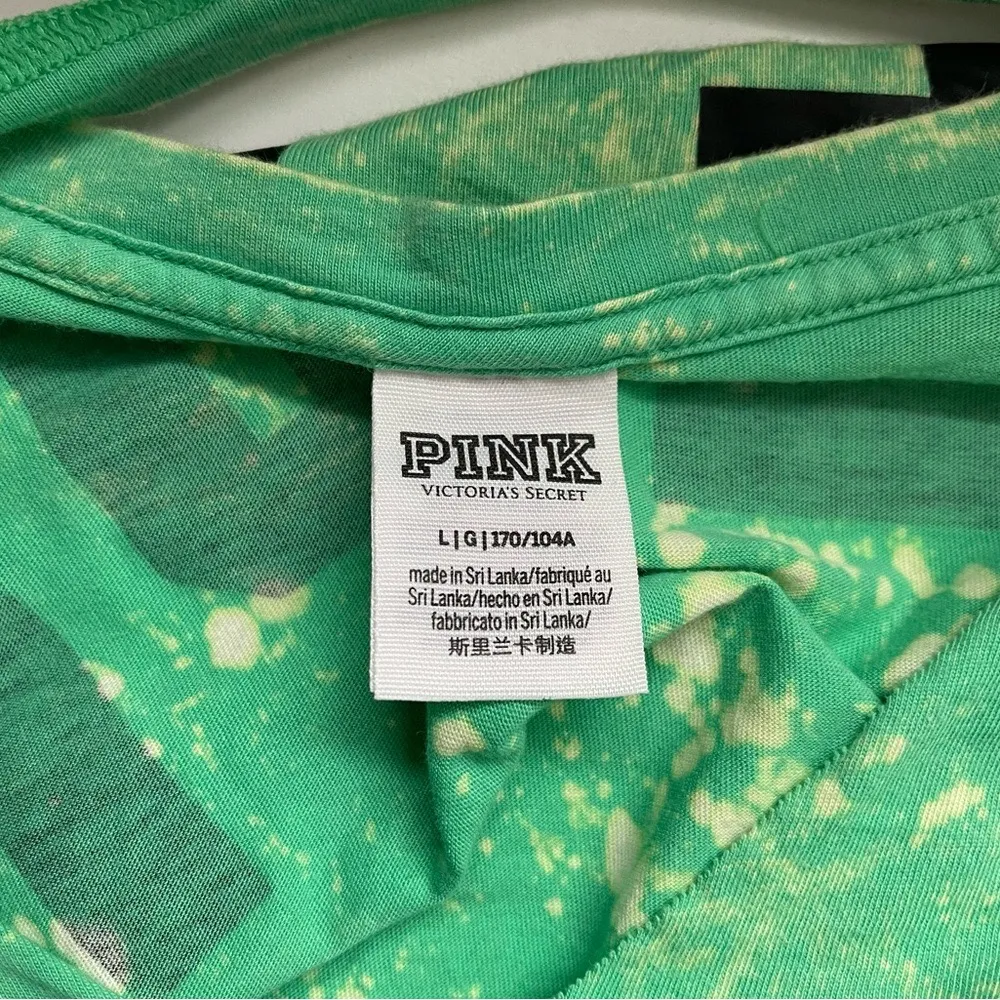 PINK
VICTORIA'S SECRET
L|G|170/104A
made in Sri Lanka/fabriqué au
Sri Lanka/hecho en Sri Lanka/
fabbricato in Sri Lanka/
斯里兰卡制造